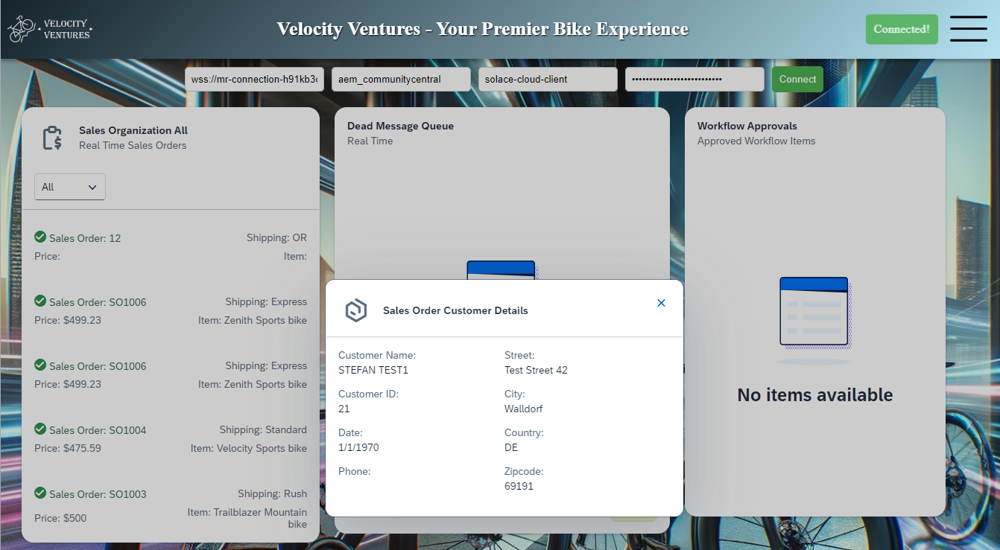 VELOCITY
VENTURES
Velocity Ventures - Your Premier Bike Experience
Connected!
wss://mr-connection-h91kb3
aem_communitycentral
solace-cloud-client
••••••••••••••••••••••••••
Connect
Sales Organization All
Real Time Sales Orders
All
Sales Order: 12
Shipping: OR
Price:
Item:
Sales Order: SO1006
Shipping: Express
Price: $499.23
Item: Zenith Sports bike
Sales Order: SO1006
Shipping: Express
Price: $499.23
Item: Zenith Sports bike
Sales Order: SO1004
Shipping: Standard
Price: $475.59
Item: Velocity Sports bike
Sales Order: SO1003
Shipping: Rush
Price: $500
Item: Trailblazer Mountain
bike
Dead Message Queue
Real Time
Sales Order Customer Details
Customer Name:
STEFAN TEST1
Street:
Test Street 42
Customer ID:
21
City:
Walldorf
Date:
1/1/1970
Country:
DE
Phone:
Zipcode:
69191
Workflow Approvals
Approved Workflow Items
No items available